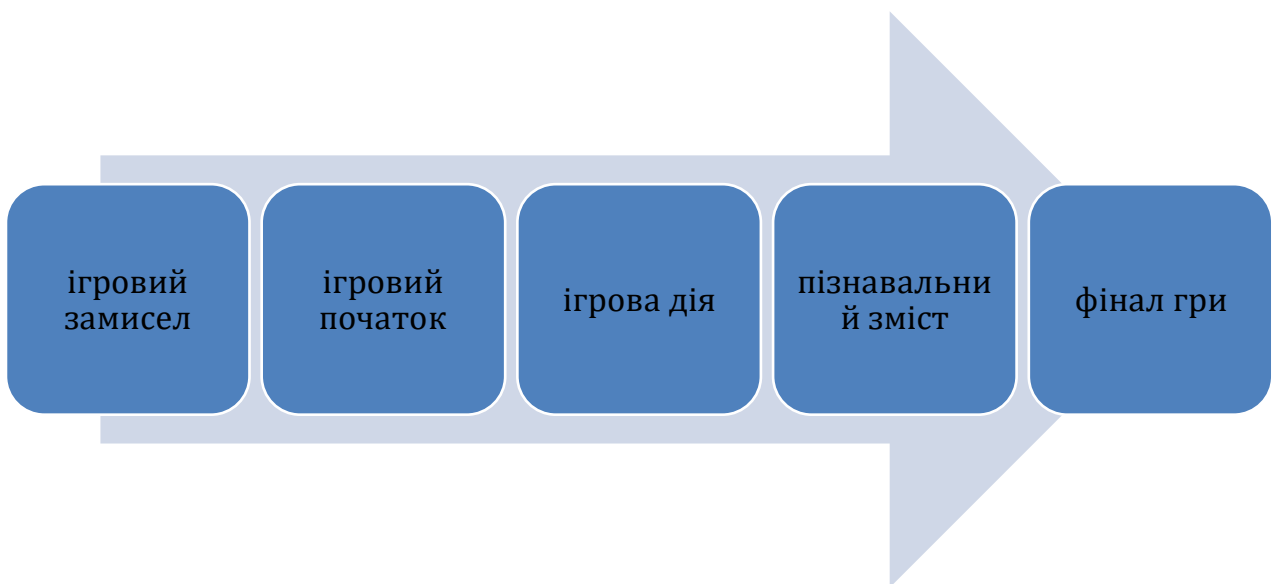 ігровий
замисел
ігровий
початок
ігрова дія
пізнавальни
й зміст
фінал гри